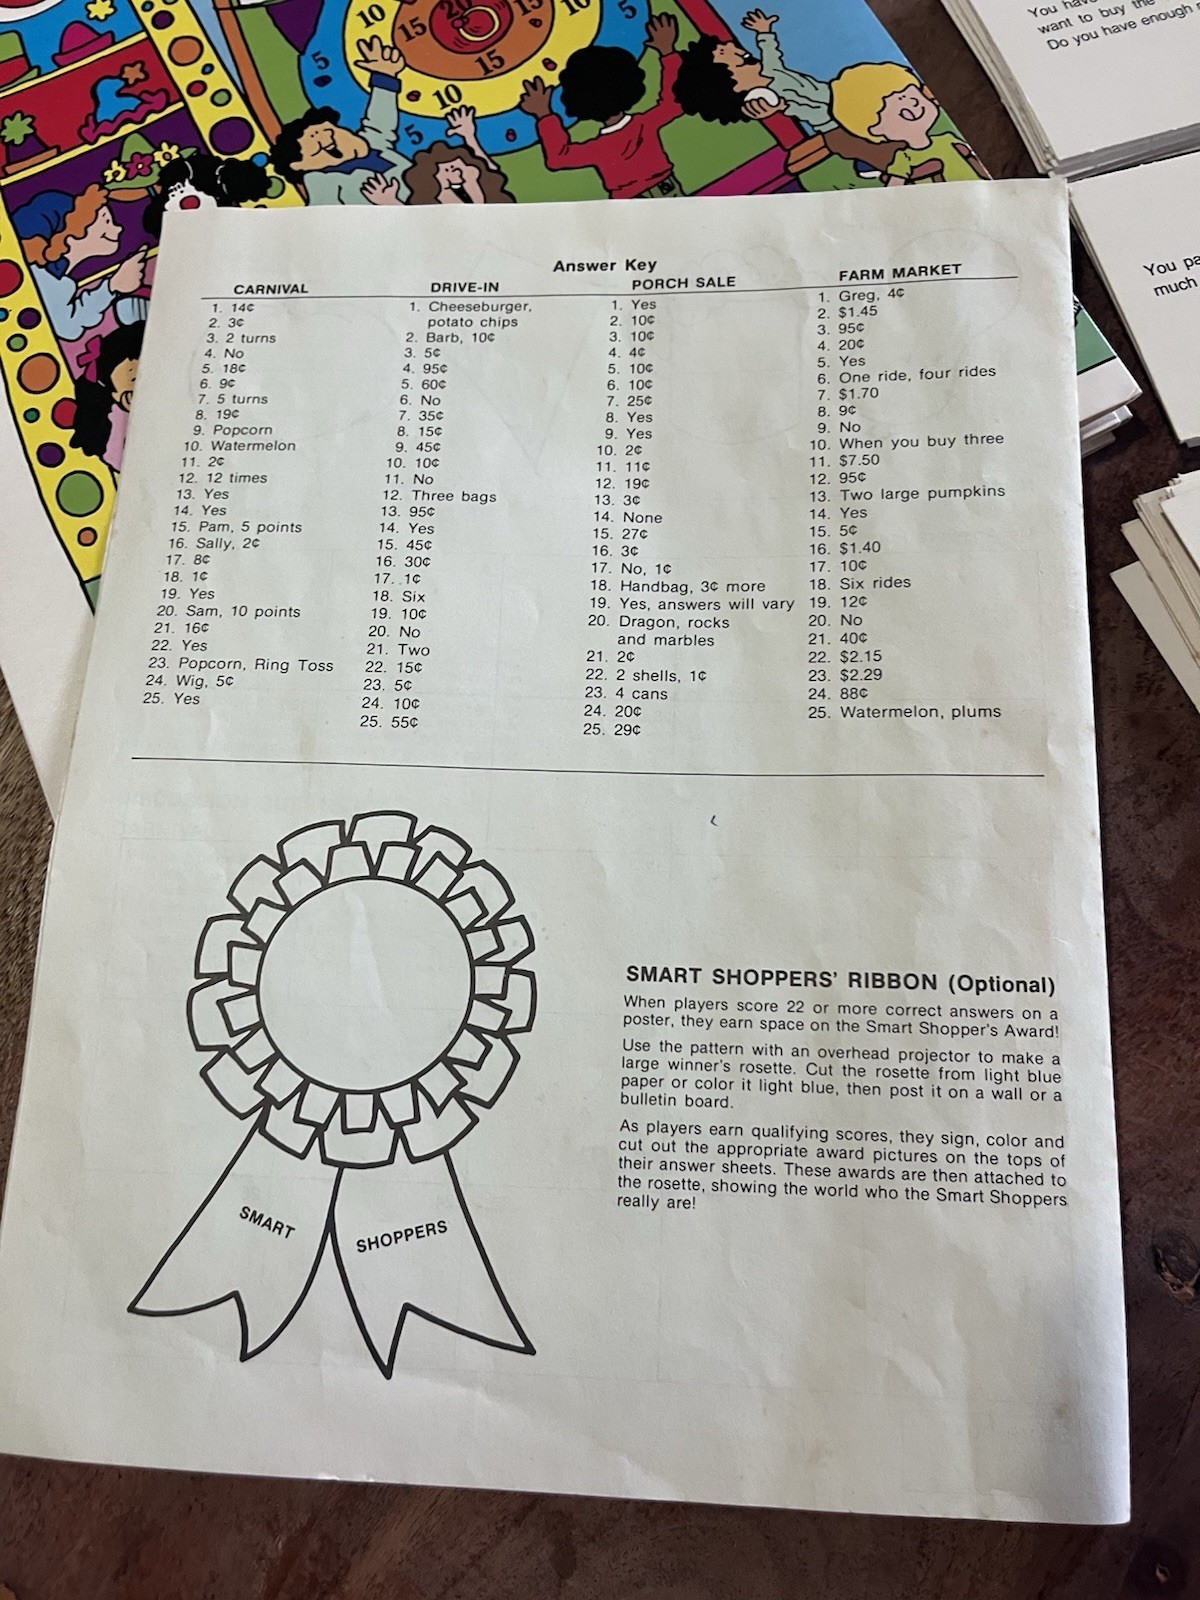 10
15
20
10
5
5
15
10
5
You have
want to buy the
Do you have enough
You pa
much
Answer Key
CARNIVAL
1. 14¢
2. 3¢
3. 2 turns
4. No
5. 18¢
6. 9¢
7. 5 turns
8. 19¢
9. Popcorn
10. Watermelon
11. 2¢
12. 12 times
13. Yes
14. Yes
15. Pam, 5 points
16. Sally, 2¢
17. 8¢
18. 1¢
19. Yes
20. Sam, 10 points
21. 16¢
22. Yes
23. Popcorn, Ring Toss
24. Wig, 5¢
25. Yes
DRIVE-IN
1. Cheeseburger,
potato chips
2. Barb, 10¢
3. 5¢
4. 95¢
5. 60¢
6. No
7. 35¢
8. 15¢
9. 45¢
10. 10¢
11. No
12. Three bags
13. 95¢
14. Yes
15. 45¢
16. 30¢
17. 1¢
18. Six
19. 10¢
20. No
21. Two
22. 15¢
23. 5¢
24. 10¢
25. 55¢
PORCH SALE
1. Yes
2. 10¢
3. 10¢
4. 4¢
5. 10¢
6. 10¢
7. 25¢
8. Yes
9. Yes
10. 2¢
11. 11¢
12. 19¢
13. 3¢
14. None
15. 27¢
16. 3¢
17. No, 1¢
18. Handbag, 3¢ more
19. Yes, answers will vary
20. Dragon, rocks
and marbles
21. 2¢
22. 2 shells, 1¢
23. 4 cans
24. 20¢
25. 29¢
FARM MARKET
1. Greg, 4¢
2. $1.45
3. 95¢
4. 20¢
5. Yes
6. One ride, four rides
7. $1.70
8. 9¢
9. No
10. When you buy three
11. $7.50
12. 95¢
13. Two large pumpkins
14. Yes
15. 5¢
16. $1.40
17. 10¢
18. Six rides
19. 12¢
20. No
21. 40¢
22. $2.15
23. $2.29
24. 88¢
25. Watermelon, plums
SMART
SHOPPERS
SMART SHOPPERS' RIBBON (Optional)
When players score 22 or more correct answers on a
poster, they earn space on the Smart Shopper's Award!
Use the pattern with an overhead projector to make a
large winner's rosette. Cut the rosette from light blue
paper or color it light blue, then post it on a wall or a
bulletin board.
As players earn qualifying scores, they sign, color and
cut out the appropriate award pictures on the tops of
their answer sheets. These awards are then attached to
the rosette, showing the world who the Smart Shoppers
really are!